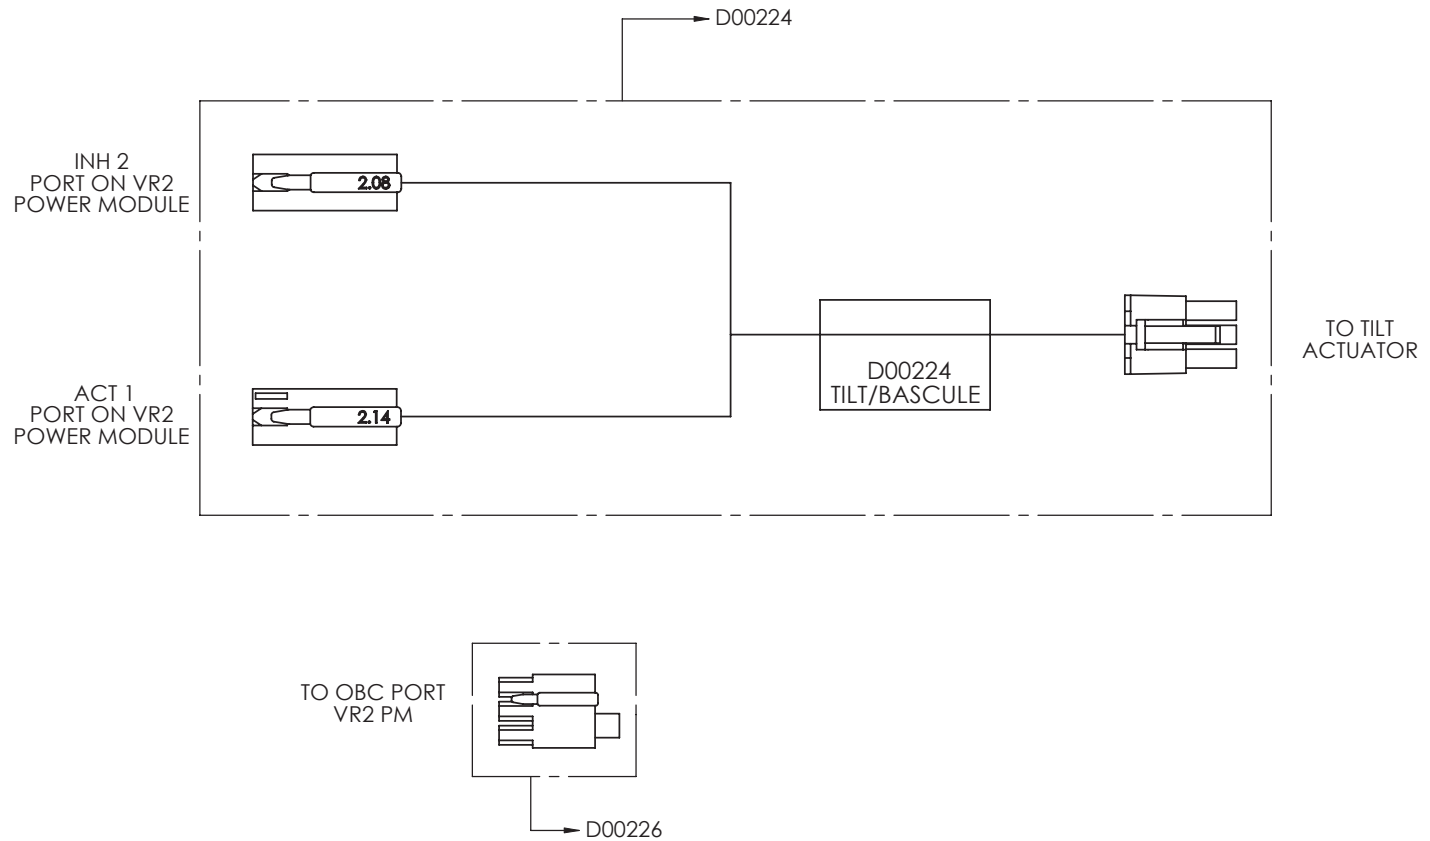 D00224
INH 2
PORT ON VR2
POWER MODULE
2.08
TO TILT
ACTUATOR
D00224
TILT/BASCULE
ACT 1
PORT ON VR2
POWER MODULE
2.14
TO OBC PORT
VR2 PM
D00226